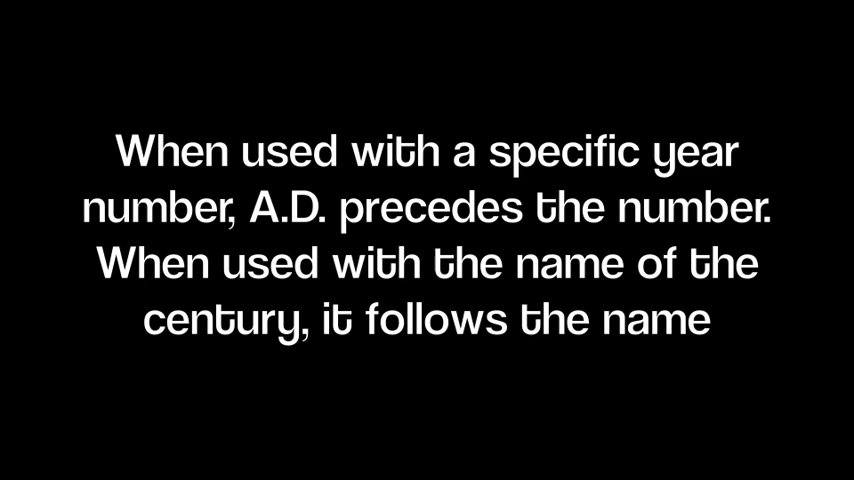 When used with a specific year
number, A.D. precedes the number.
When used with the name of the
century, it follows the name